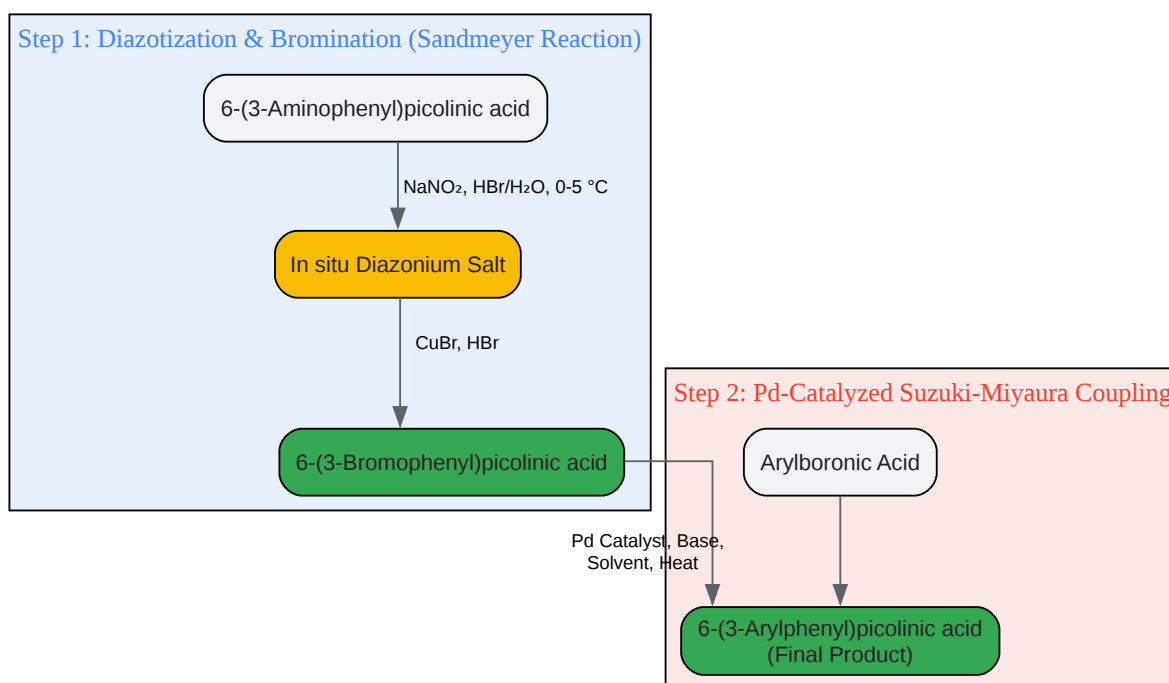 Step 1: Diazotization & Bromination (Sandmeyer Reaction)
6-(3-Aminophenyl)picolinic acid
NaNO₂, HBr/H₂O, 0-5 °C
In situ Diazonium Salt
CuBr, HBr
6-(3-Bromophenyl)picolinic acid
Step 2: Pd-Catalyzed Suzuki-Miyaura Coupling
Arylboronic Acid
Pd Catalyst, Base,
Solvent, Heat
6-(3-Arylphenyl)picolinic acid
(Final Product)